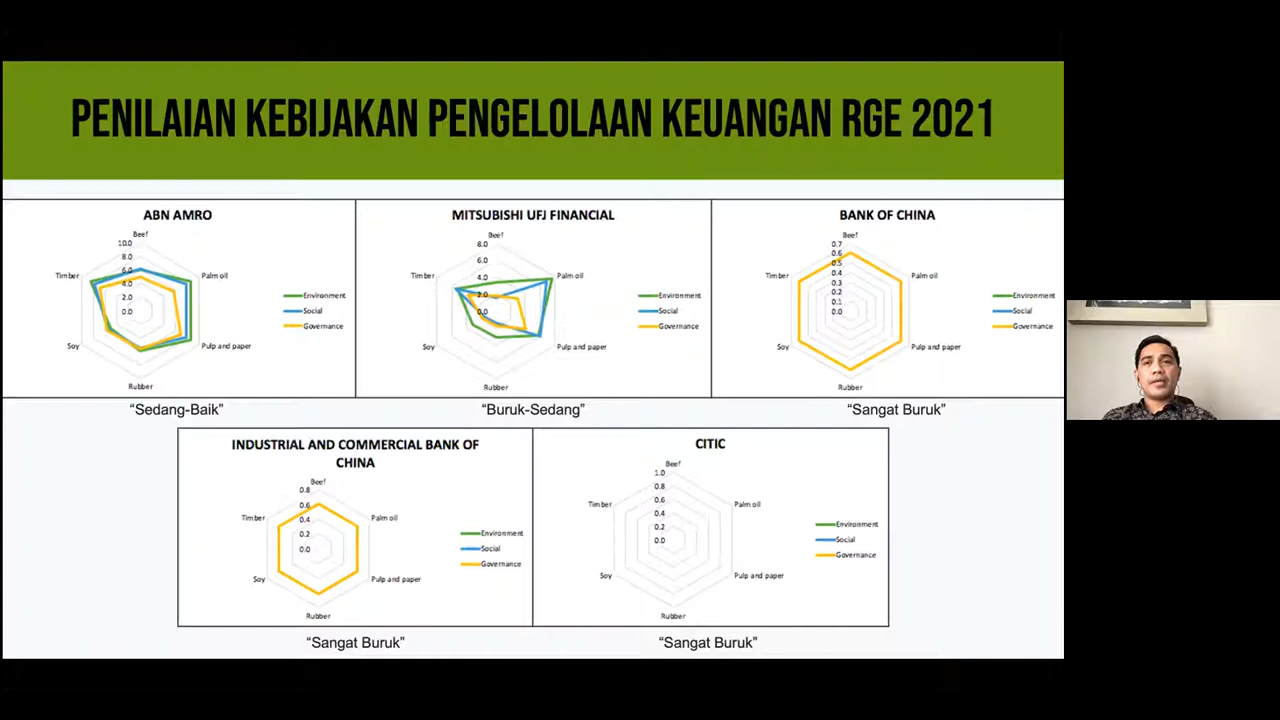 PENILAIAN KEBIJAKAN PENGELOLAAN KEUANGAN RGE 2021
ABN AMRO
Beef
10.0
8.0
6.0
4.0
2.0
0.0
Timber
Palm oil
Soy
Pulp and paper
Rubber
Environment
Social
Governance
"Sedang-Baik"
MITSUBISHI UFJ FINANCIAL
Beef
8.0
6.0
4.0
2.0
0.0
Timber
Palm oil
Soy
Pulp and paper
Rubber
Environment
Social
Governance
"Buruk-Sedang"
BANK OF CHINA
Beef
0.7
0.6
0.5
0.4
0.3
0.2
0.1
0.0
Timber
Palm oil
Soy
Pulp and paper
Rubber
Environment
Social
Governance
"Sangat Buruk"
INDUSTRIAL AND COMMERCIAL BANK OF
CHINA
Beef
0.8
0.6
0.4
0.2
0.0
Timber
Palm oil
Soy
Pulp and paper
Rubber
Environment
Social
Governance
"Sangat Buruk"
CITIC
Beef
1.0
0.8
0.6
0.4
0.2
0.0
Timber
Palm oil
Soy
Pulp and paper
Rubber
Environment
Social
Governance
"Sangat Buruk"